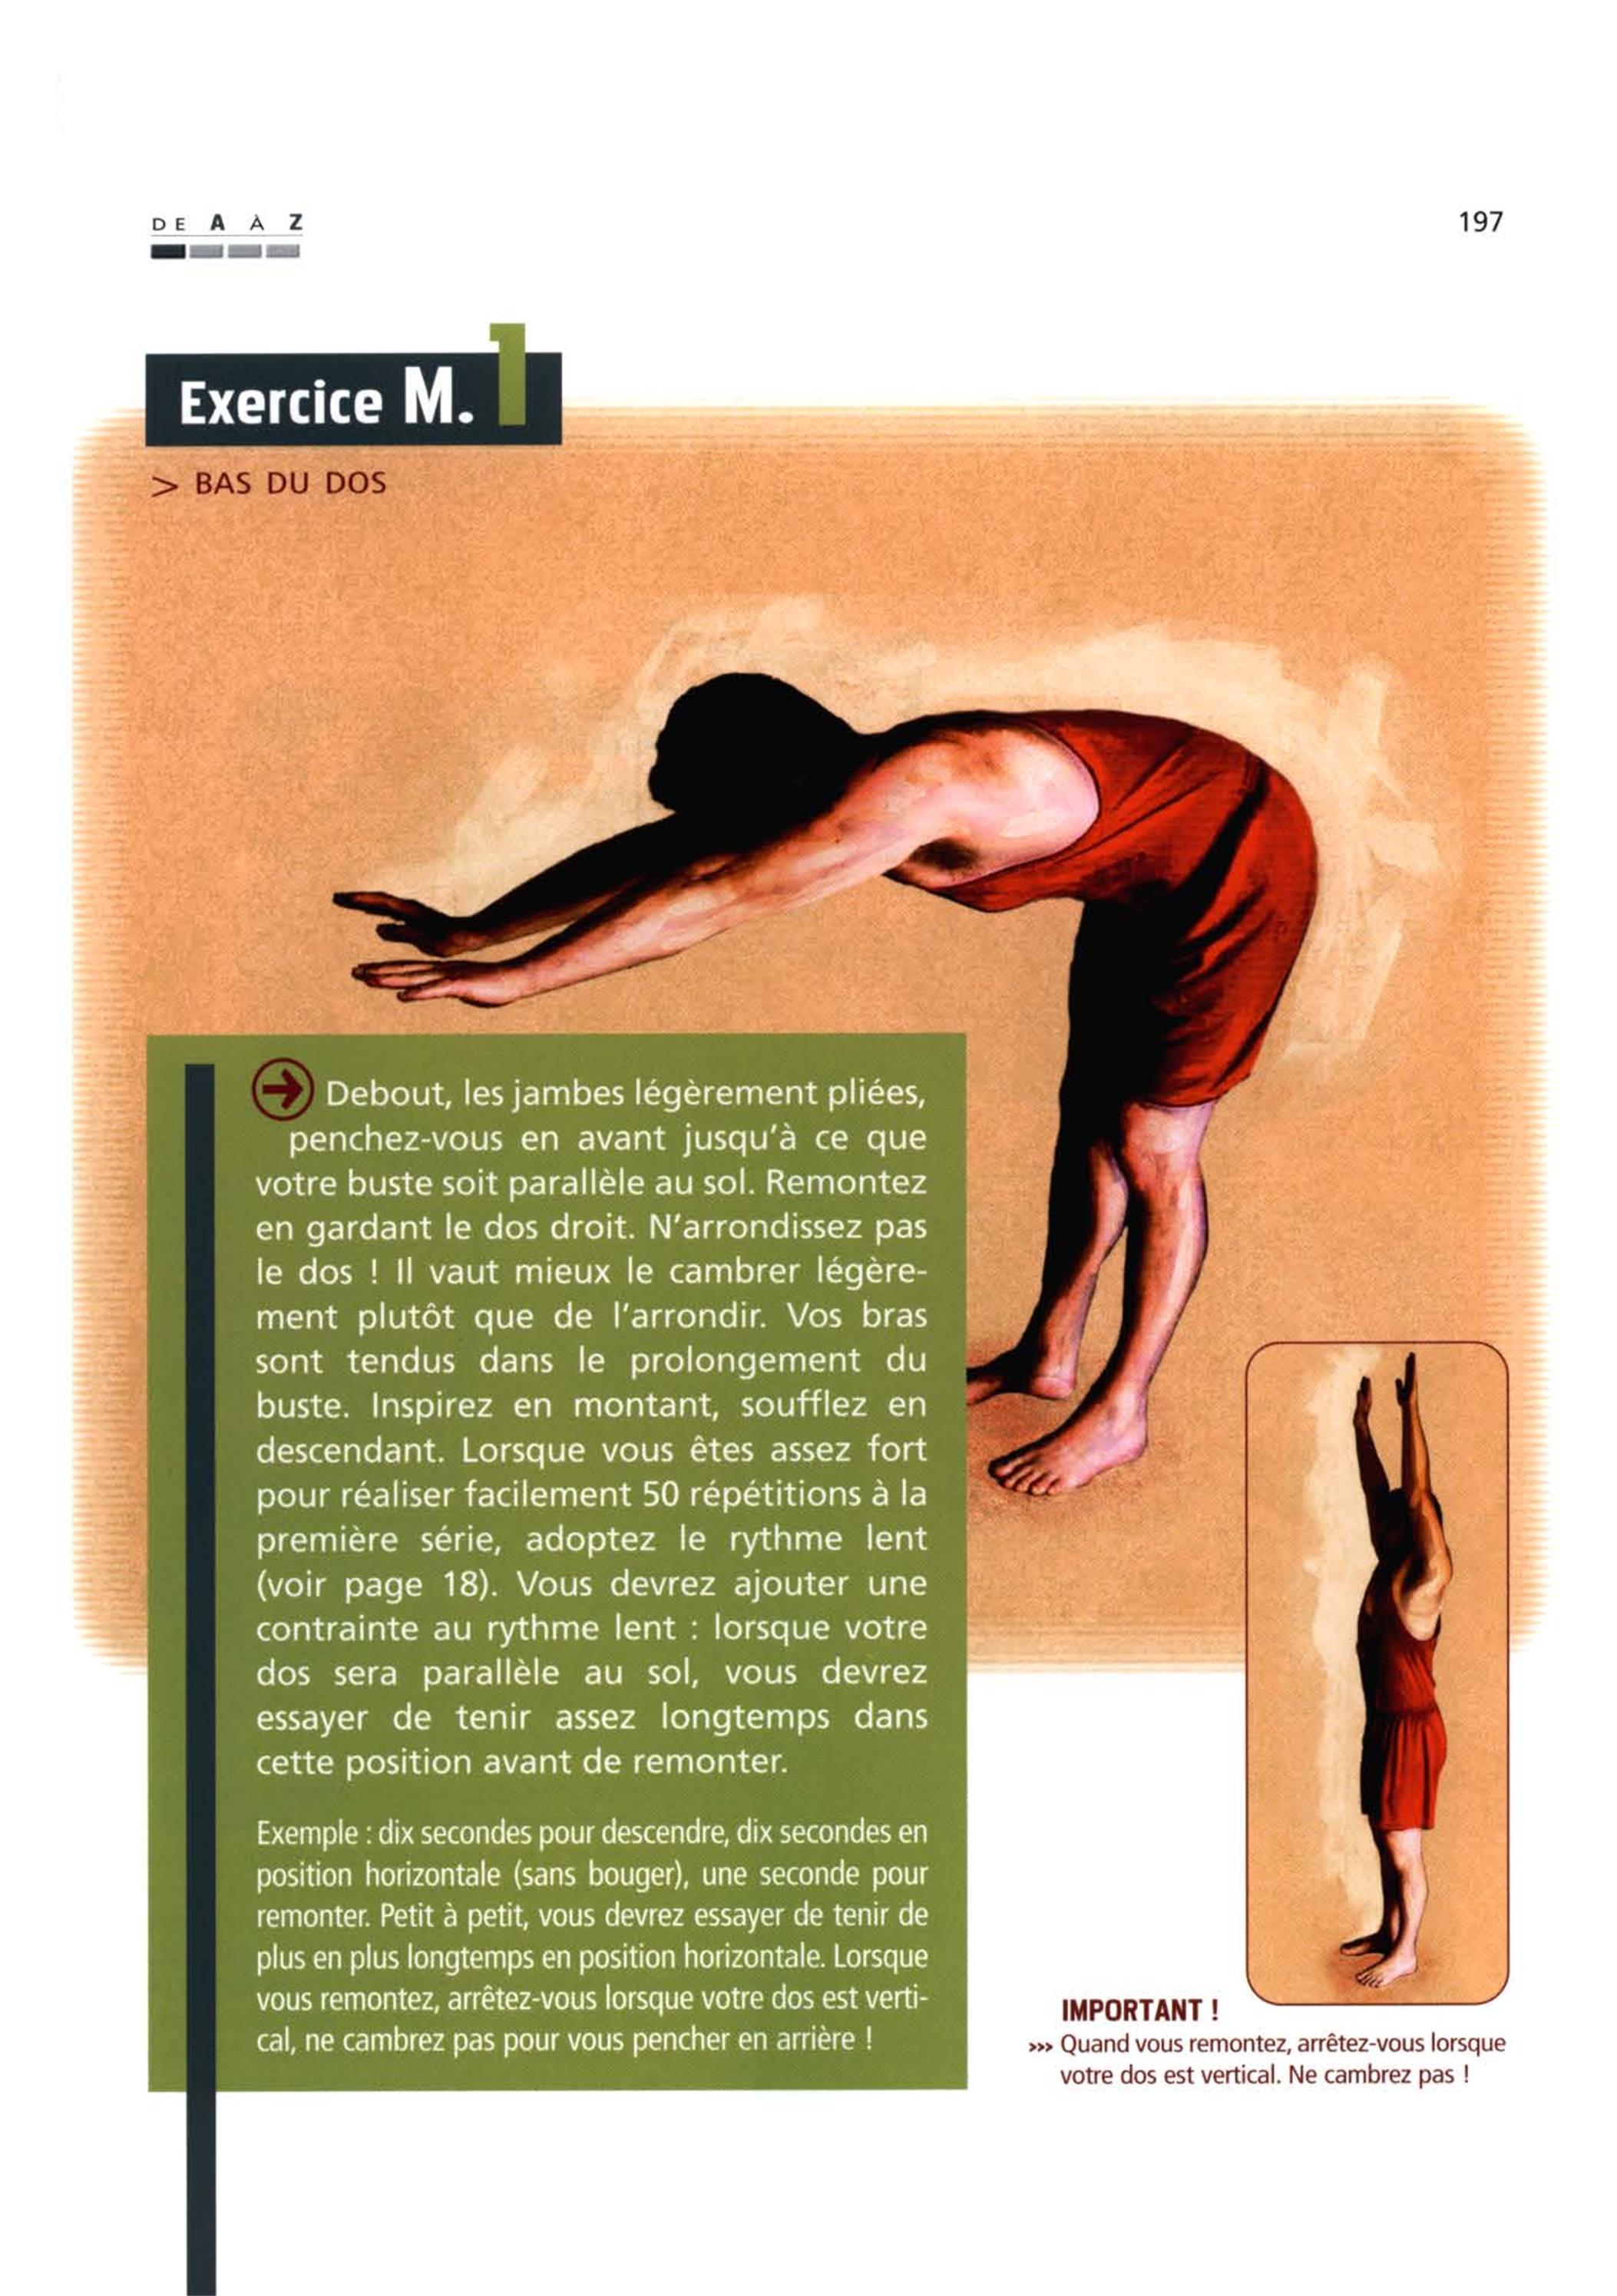 DE A À Z
197
Exercice M.1
> BAS DU DOS
Debout, les jambes légèrement pliées,
penchez-vous en avant jusqu'à ce que
votre buste soit parallèle au sol. Remontez
en gardant le dos droit. N'arrondissez pas
le dos ! Il vaut mieux le cambrer légère-
ment plutôt que de l'arrondir. Vos bras
sont tendus dans le prolongement du
buste. Inspirez en montant, soufflez en
descendant. Lorsque vous êtes assez fort
pour réaliser facilement 50 répétitions à la
première série, adoptez le rythme lent
(voir page 18). Vous devrez ajouter une
contrainte au rythme lent : lorsque votre
dos sera parallèle au sol, vous devrez
essayer de tenir assez longtemps dans
cette position avant de remonter.
Exemple : dix secondes pour descendre, dix secondes en
position horizontale (sans bouger), une seconde pour
remonter. Petit à petit, vous devrez essayer de tenir de
plus en plus longtemps en position horizontale. Lorsque
vous remontez, arrêtez-vous lorsque votre dos est verti-
cal, ne cambrez pas pour vous pencher en arrière !
IMPORTANT !
>>> Quand vous remontez, arrêtez-vous lorsque
votre dos est vertical. Ne cambrez pas !